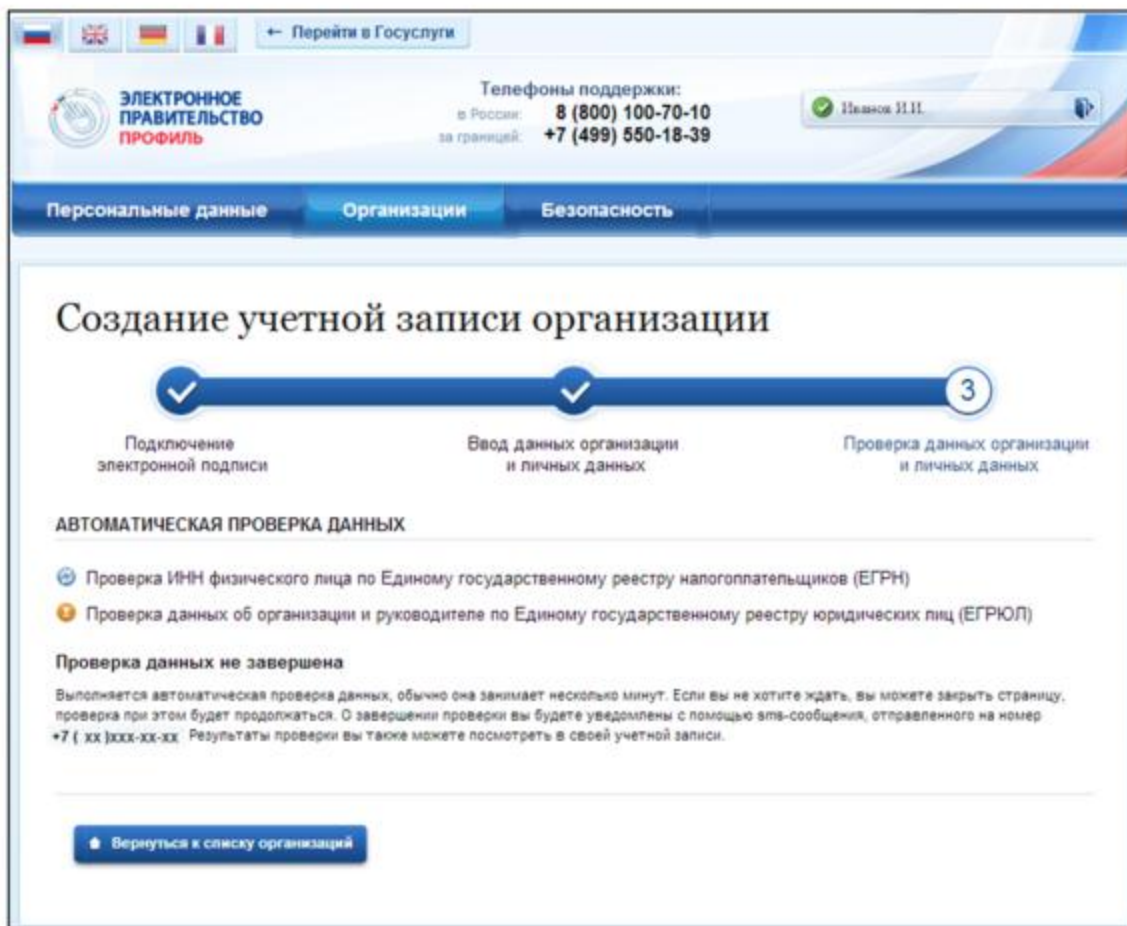 ← Перейти в Госуслуги
ЭЛЕКТРОННОЕ
ПРАВИТЕЛЬСТВО
ПРОФИЛЬ
Телефоны поддержки:
в России: 8 (800) 100-70-10
за границей: +7 (499) 550-18-39
Иванов И.И.
Персональные данные Организации Безопасность
Создание учетной записи организации
3
Подключение
электронной подписи
Ввод данных организации
и личных данных
Проверка данных организации
и личных данных
АВТОМАТИЧЕСКАЯ ПРОВЕРКА ДАННЫХ
Проверка ИНН физического лица по Единому государственному реестру налогоплательщиков (ЕГРН)
Проверка данных об организации и руководителе по Единому государственному реестру юридических лиц (ЕГРЮЛ)
Проверка данных не завершена
Выполняется автоматическая проверка данных, обычно она занимает несколько минут. Если вы не хотите ждать, вы можете закрыть страницу,
проверка при этом будет продолжаться. О завершении проверки вы будете уведомлены с помощью sms-сообщения, отправленного на номер
+7 ( xx )xxx-xx-xx Результаты проверки вы также можете посмотреть в своей учетной записи.
Вернуться к списку организаций